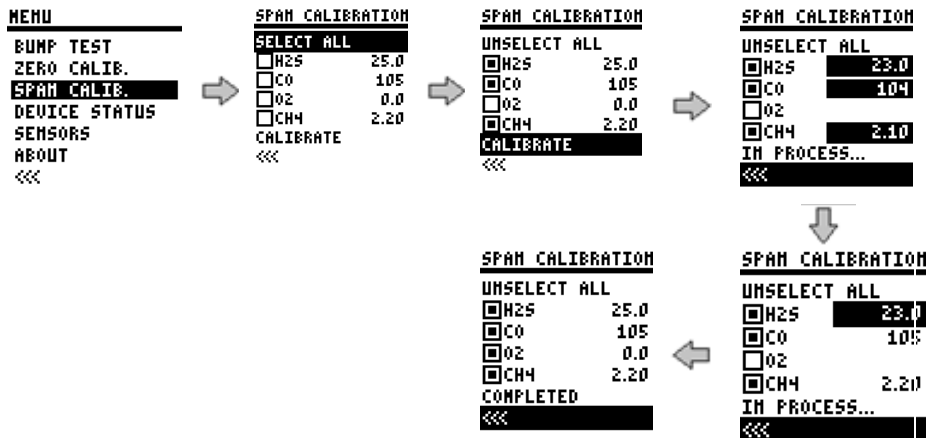 MENU
BUMP TEST
ZERO CALIB.
SPAN CALIB.
DEVICE STATUS
SENSORS
ABOUT
<<<
SPAN CALIBRATION
SELECT ALL
H2S 25.0
CO 105
O2 0.0
CH4 2.20
CALIBRATE
<<<
SPAN CALIBRATION
UNSELECT ALL
H2S 25.0
CO 105
O2 0.0
CH4 2.20
CALIBRATE
<<<
SPAN CALIBRATION
UNSELECT ALL
H2S 23.0
CO 104
O2
CH4 2.10
IN PROCESS...
<<<
SPAN CALIBRATION
UNSELECT ALL
H2S 23.0
CO 105
O2
CH4 2.20
IN PROCESS...
<<<
SPAN CALIBRATION
UNSELECT ALL
H2S 25.0
CO 105
O2 0.0
CH4 2.20
COMPLETED
<<<